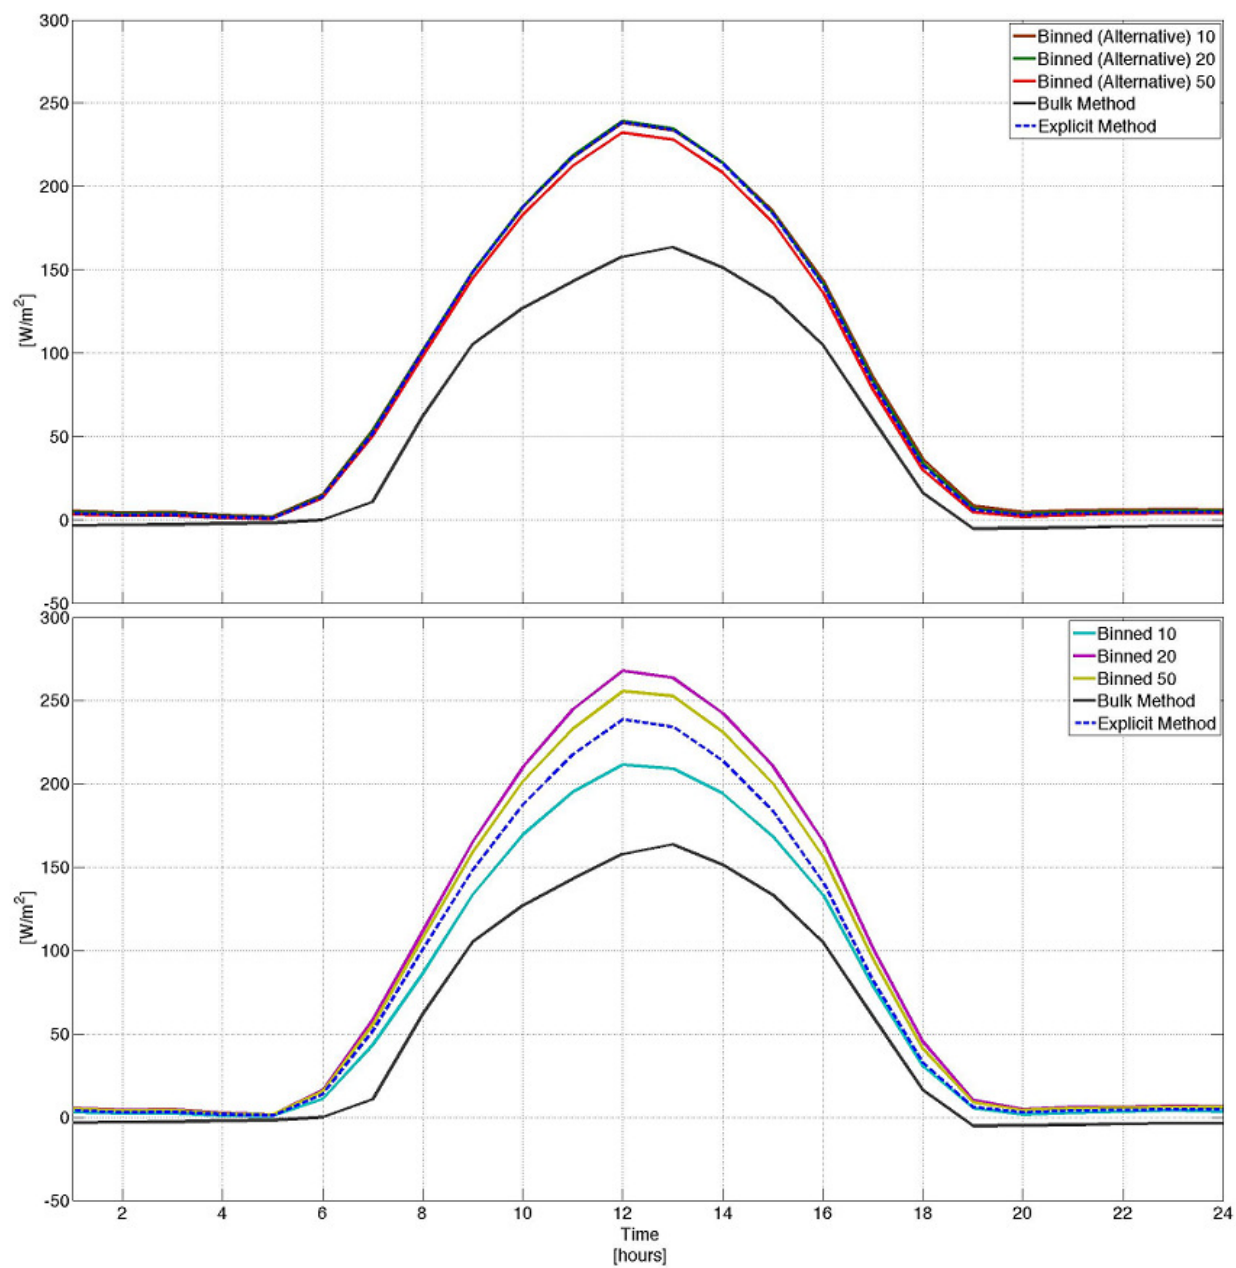 300
250
200
150
100
50
0
-50
[W/m²]
Binned (Alternative) 10
Binned (Alternative) 20
Binned (Alternative) 50
Bulk Method
Explicit Method
300
250
200
150
100
50
0
-50
[W/m²]
Binned 10
Binned 20
Binned 50
Bulk Method
Explicit Method
2 4 6 8 10 12 14 16 18 20 22 24
Time
[hours]